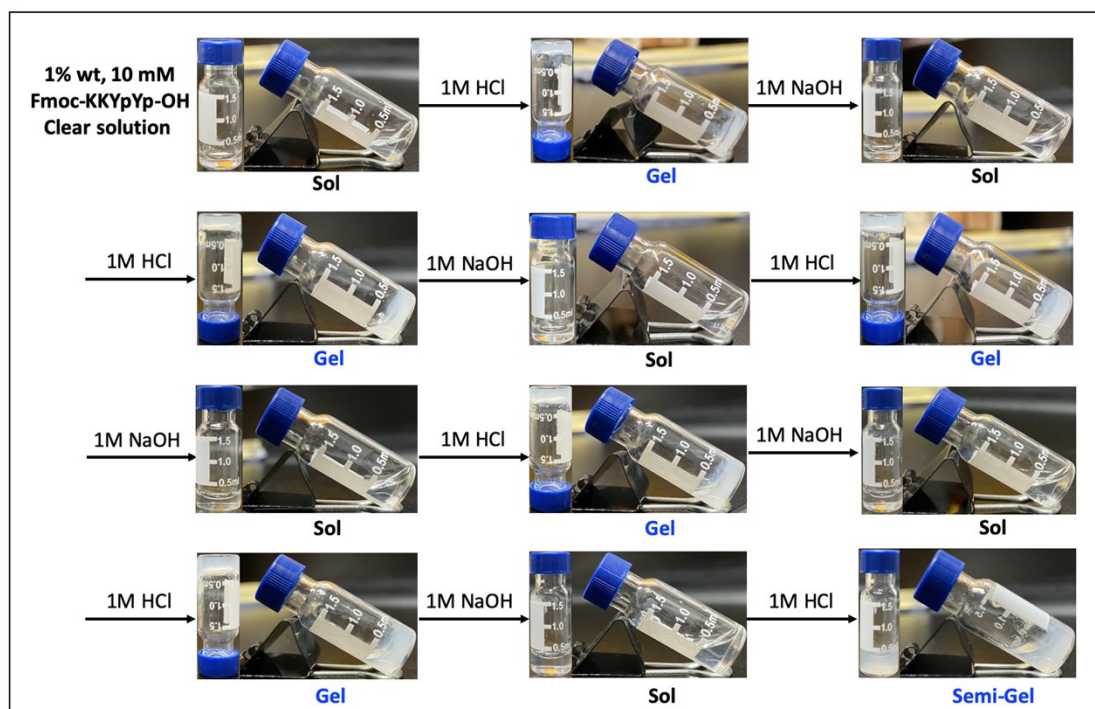 1% wt, 10 mM
Fmoc-KKYpYp-OH
Clear solution
Sol
1M HCl
Gel
1M NaOH
Sol
1M HCl
Gel
1M NaOH
Sol
1M HCl
Gel
1M NaOH
Sol
1M HCl
Gel
1M NaOH
Sol
1M HCl
Gel
1M NaOH
Sol
1M HCl
Semi-Gel